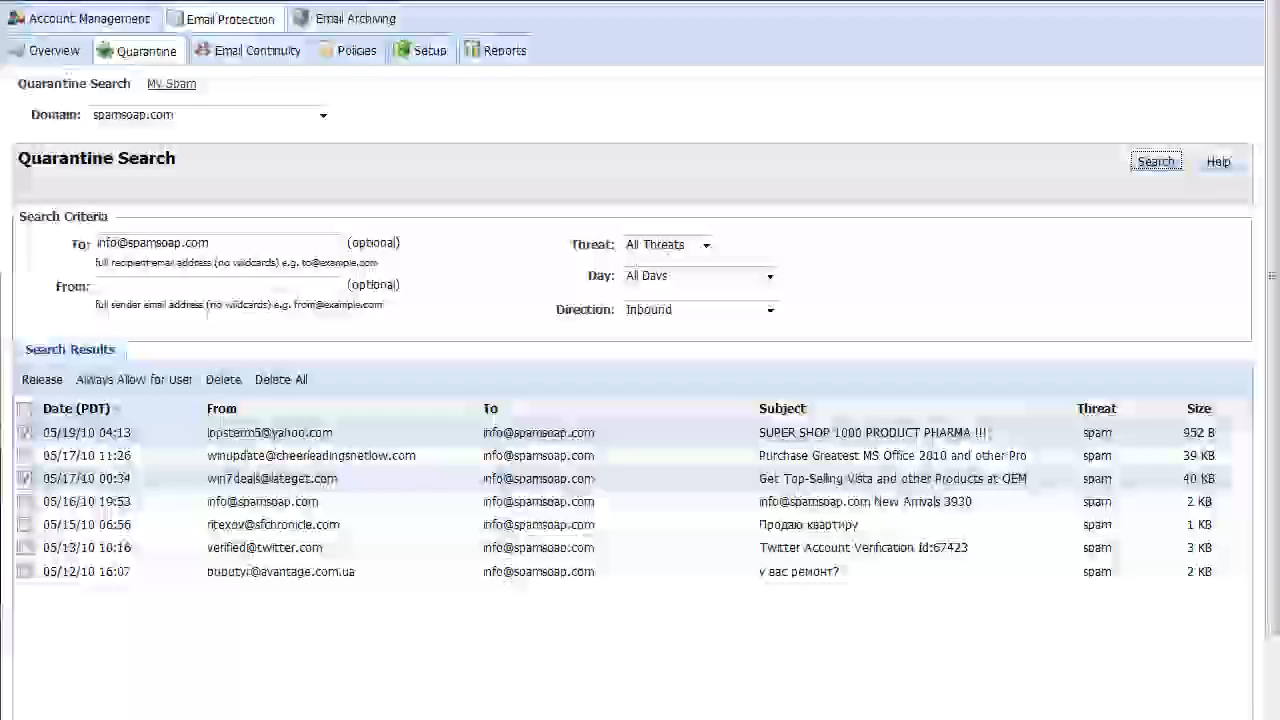 Account Management Email Protection Email Archiving
Overview Quarantine Email Continuity Policies Setup Reports
Quarantine Search My Spam
Domain: spamsoap.com
Quarantine Search Search Help
Search Criteria
To: info@spamsoap.com (optional) Threat: All Threats
full recipient email address (no wildcards) e.g. to@example.com
Day: All Days
From: (optional)
full sender email address (no wildcards) e.g. from@example.com
Direction: Inbound
Search Results
Release Always Allow for User Delete Delete All
Date (PDT) From To Subject Threat Size
05/19/10 04:13 info@spamsoap.com SUPER SHOP 1000 PRODUCT PHARMA !!! spam 952 B
05/17/10 11:26 winupdate@cheerleadingsnetlow.com info@spamsoap.com Purchase Greatest MS Office 2010 and other Pro spam 39 KB
05/17/10 00:34 win7deals@lateget.com info@spamsoap.com Get Top-Selling Vista and other Products at OEM spam 40 KB
05/16/10 19:53 info@spamsoap.com info@spamsoap.com info@spamsoap.com New Arrivals 3930 spam 2 KB
05/15/10 06:56 ritexov@sfchronicle.com info@spamsoap.com Продаю квартиру spam 1 KB
05/13/10 10:16 verified@twitter.com info@spamsoap.com Twitter Account Verification Id:67423 spam 3 KB
05/12/10 16:07 info@spamsoap.com у вас ремонт? spam 2 KB